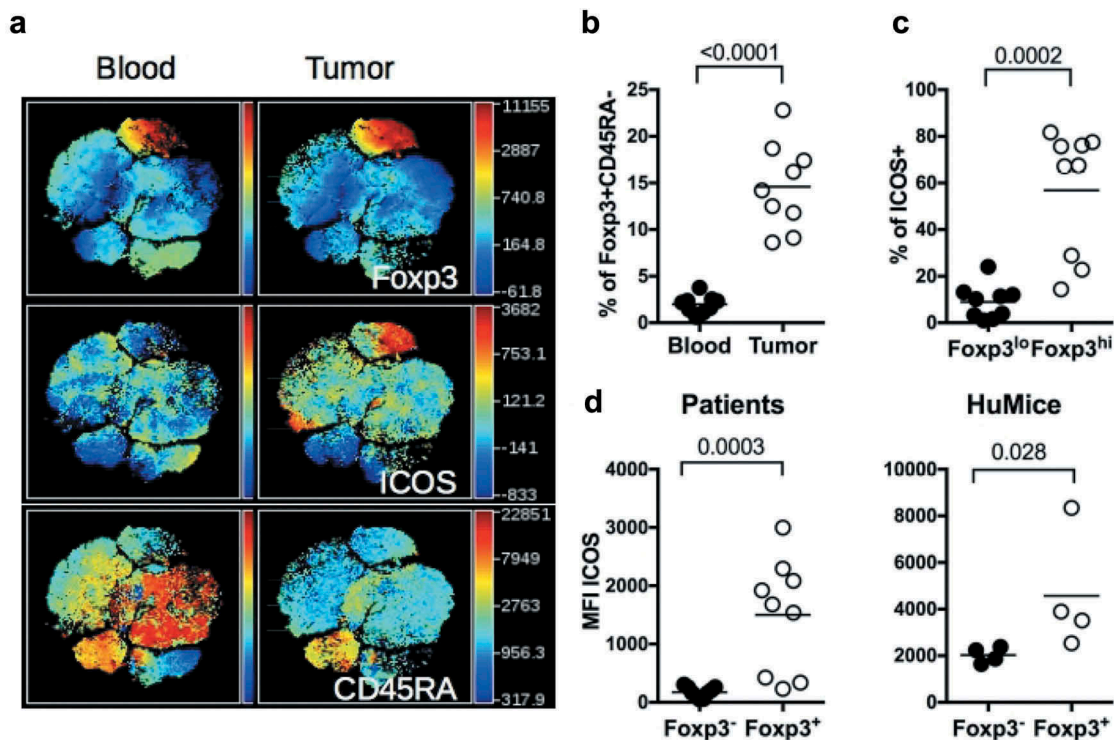 a
Blood Tumor
11155
2887
740.8
164.8
-61.8
Foxp3
3682
753.1
121.2
-141
-833
ICOS
22851
7949
2763
956.3
317.9
CD45RA
b
<0.0001
% of Foxp3+CD45RA-
25
20
15
10
5
0
Blood Tumor
c
0.0002
% of ICOS+
100
80
60
40
20
0
Foxp3lo Foxp3hi
d
Patients
0.0003
MFI ICOS
4000
3000
2000
1000
0
Foxp3- Foxp3+
HuMice
0.028
10000
8000
6000
4000
2000
0
Foxp3- Foxp3+